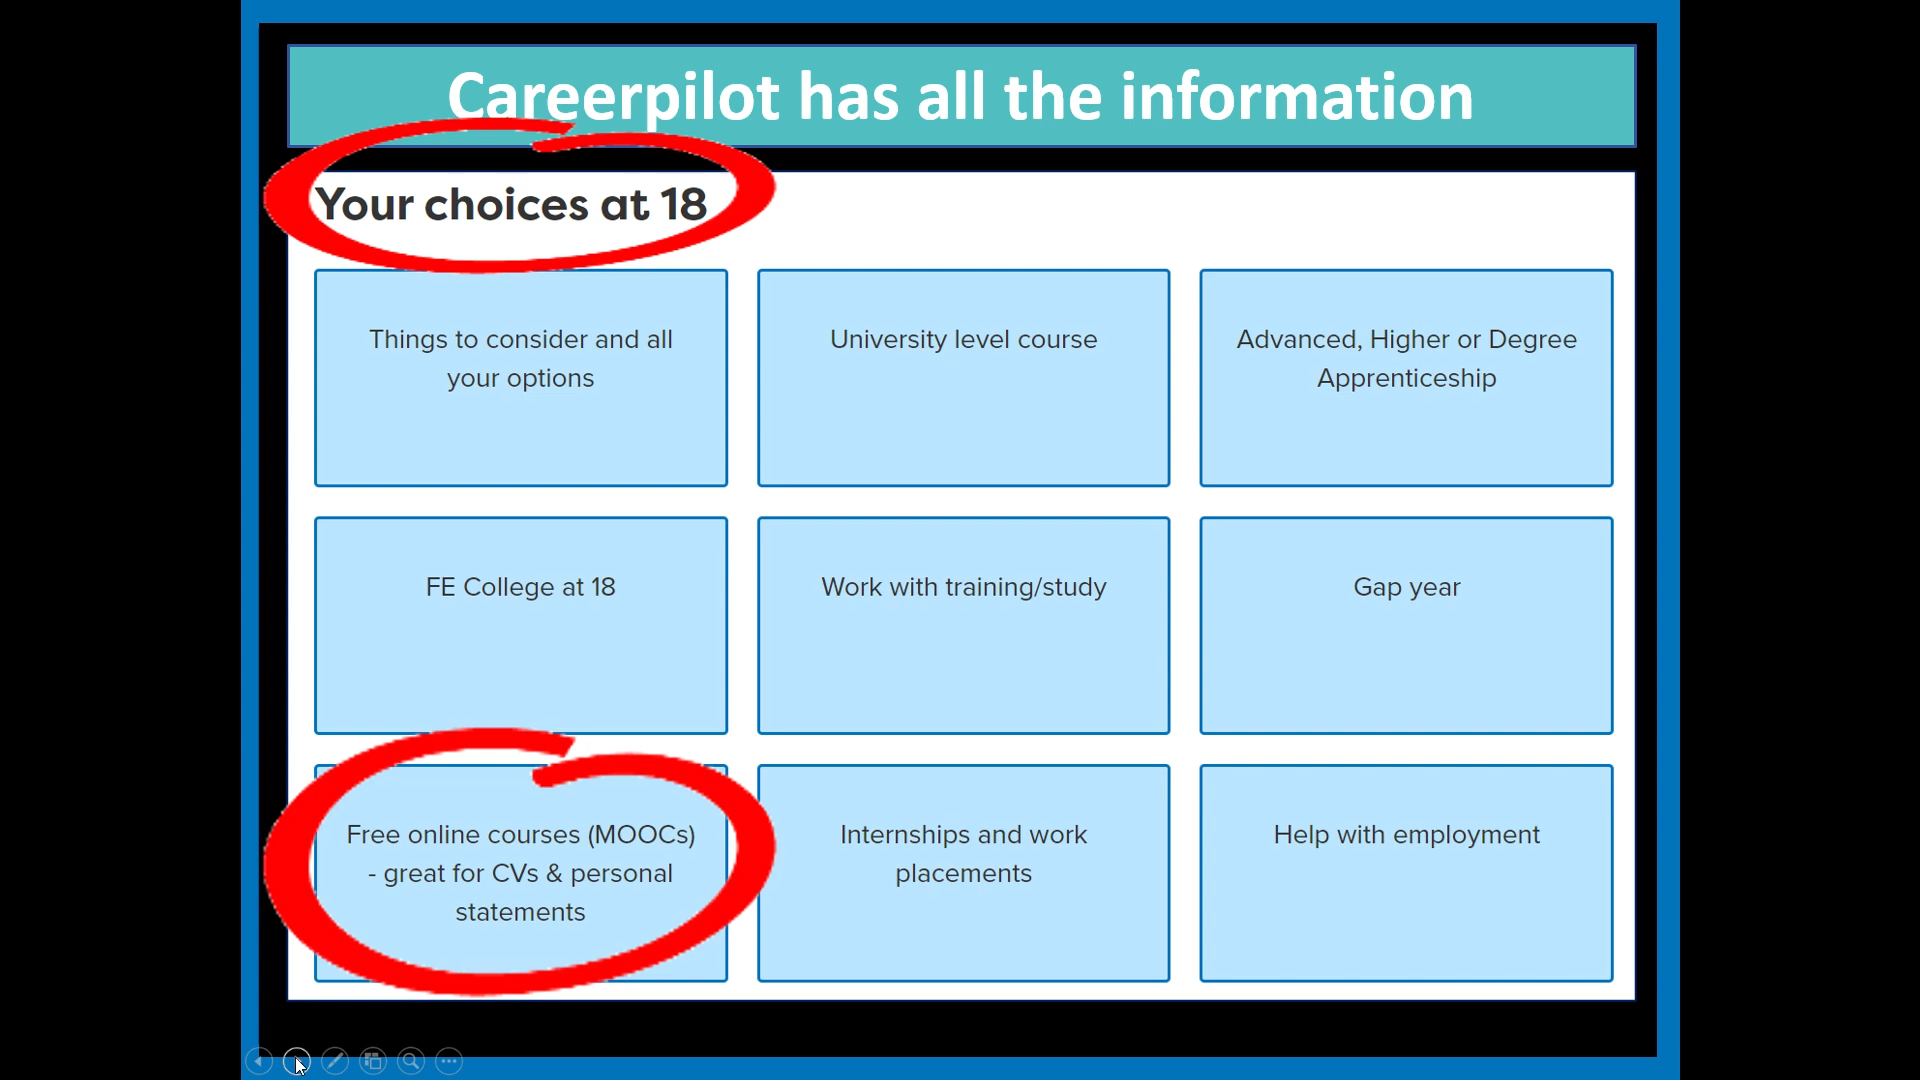 Careerpilot has all the information
Your choices at 18
Things to consider and all
your options
University level course
Advanced, Higher or Degree
Apprenticeship
FE College at 18
Work with training/study
Gap year
Free online courses (MOOCs)
- great for CVs & personal
statements
Internships and work
placements
Help with employment